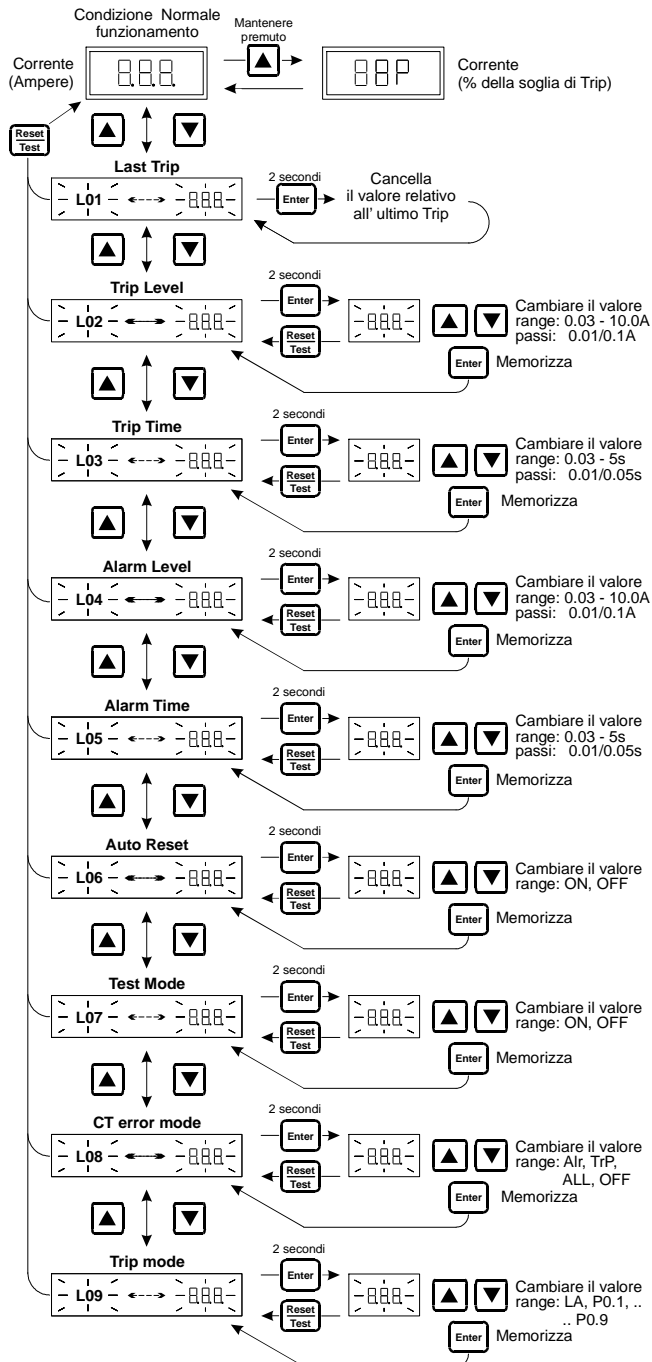 Condizione Normale
funzionamento
Mantenere
premuto
Corrente
(Ampere)
8.8.8.
88P
Corrente
(% della soglia di Trip)
Reset
Test
Last Trip
L01
8.8.8.
2 secondi
Enter
Cancella
il valore relativo
all' ultimo Trip
Trip Level
L02
8.8.8.
2 secondi
Enter
Reset
Test
8.8.8.
Cambiare il valore
range: 0.03 - 10.0A
passi: 0.01/0.1A
Enter Memorizza
Trip Time
L03
8.8.8.
2 secondi
Enter
Reset
Test
8.8.8.
Cambiare il valore
range: 0.03 - 5s
passi: 0.01/0.05s
Enter Memorizza
Alarm Level
L04
8.8.8.
2 secondi
Enter
Reset
Test
8.8.8.
Cambiare il valore
range: 0.03 - 10.0A
passi: 0.01/0.1A
Enter Memorizza
Alarm Time
L05
8.8.8.
2 secondi
Enter
Reset
Test
8.8.8.
Cambiare il valore
range: 0.03 - 5s
passi: 0.01/0.05s
Enter Memorizza
Auto Reset
L06
8.8.8.
2 secondi
Enter
Reset
Test
8.8.8.
Cambiare il valore
range: ON, OFF
Enter Memorizza
Test Mode
L07
8.8.8.
2 secondi
Enter
Reset
Test
8.8.8.
Cambiare il valore
range: ON, OFF
Enter Memorizza
CT error mode
L08
8.8.8.
2 secondi
Enter
Reset
Test
8.8.8.
Cambiare il valore
range: Alr, TrP,
ALL, OFF
Enter Memorizza
Trip mode
L09
8.8.8.
2 secondi
Enter
Reset
Test
8.8.8.
Cambiare il valore
range: LA, P0.1, ..
.. P0.9
Enter Memorizza